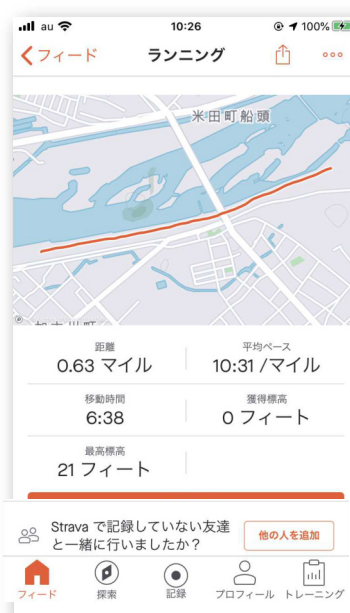 au 10:26 100%
フィード ランニング
米田町船頭
距離 平均ペース
0.63 マイル 10:31 /マイル
移動時間 獲得標高
6:38 0 フィート
最高標高
21 フィート
Strava で記録していない友達
と一緒に行いましたか？
他の人を追加
フィード 探索 記録 プロフィール トレーニング